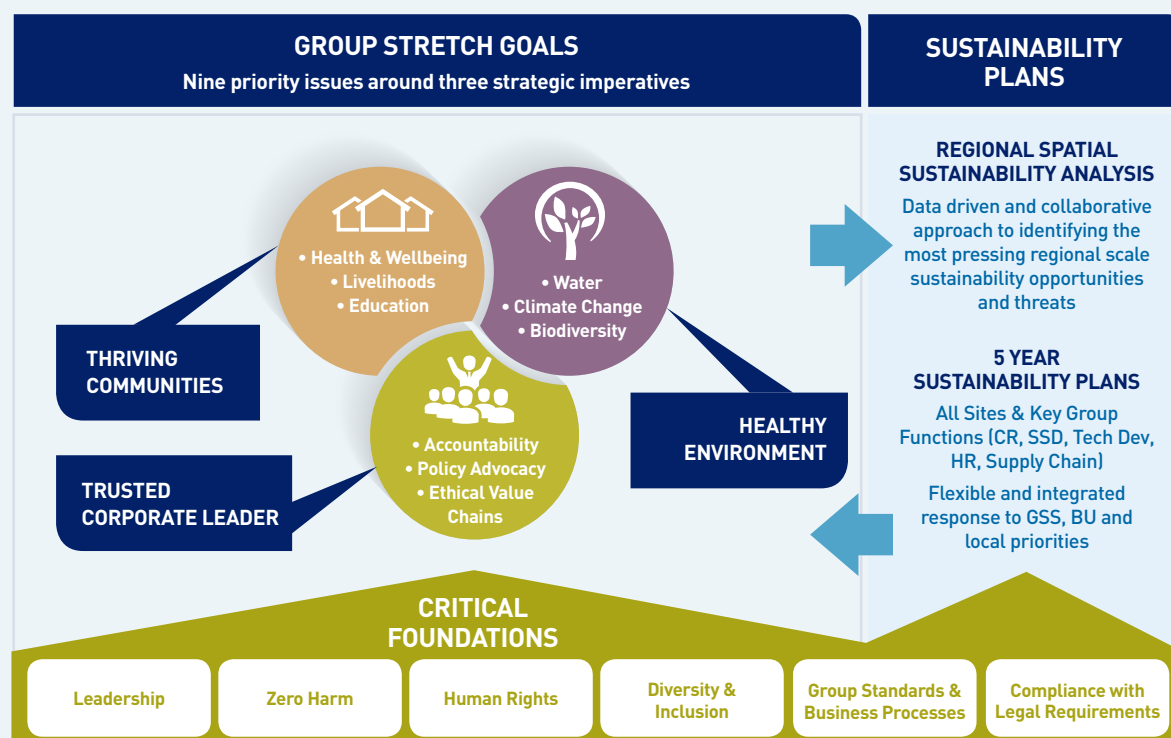 GROUP STRETCH GOALS
Nine priority issues around three strategic imperatives
• Health & Wellbeing
• Livelihoods
• Education
• Water
• Climate Change
• Biodiversity
THRIVING
COMMUNITIES
• Accountability
• Policy Advocacy
• Ethical Value
Chains
HEALTHY
ENVIRONMENT
TRUSTED
CORPORATE LEADER
SUSTAINABILITY
PLANS
REGIONAL SPATIAL
SUSTAINABILITY ANALYSIS
Data driven and collaborative
approach to identifying the
most pressing regional scale
sustainability opportunities
and threats
5 YEAR
SUSTAINABILITY PLANS
All Sites & Key Group
Functions (CR, SSD, Tech Dev,
HR, Supply Chain)
Flexible and integrated
response to GSS, BU and
local priorities
CRITICAL
FOUNDATIONS
Leadership
Zero Harm
Human Rights
Diversity &
Inclusion
Group Standards &
Business Processes
Compliance with
Legal Requirements